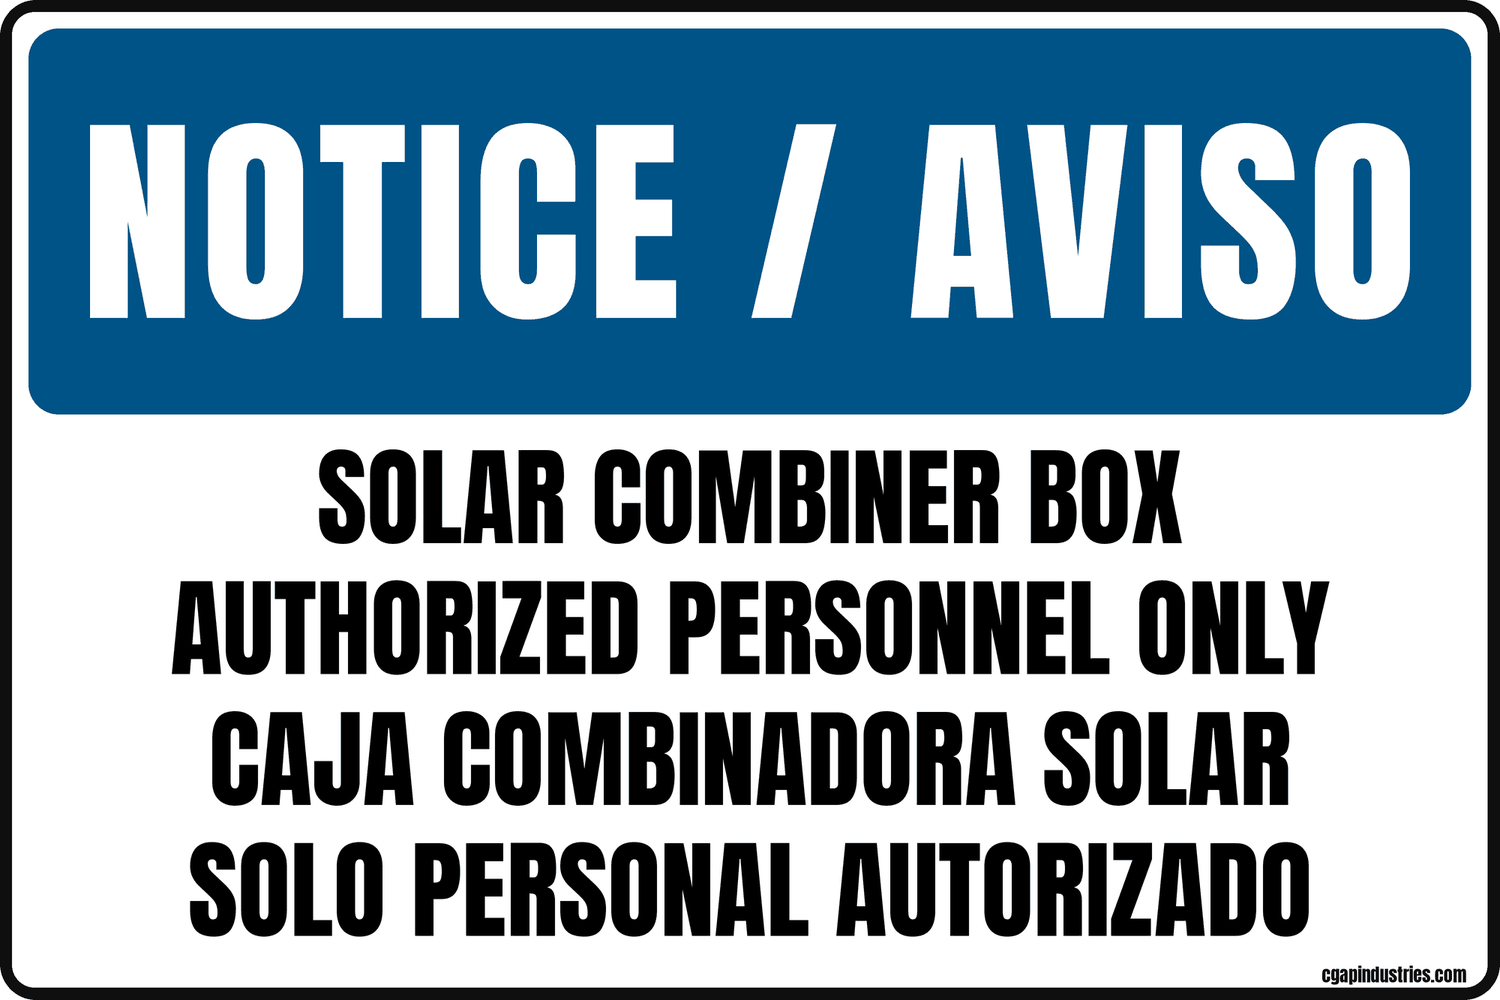 NOTICE / AVISO
SOLAR COMBINER BOX
AUTHORIZED PERSONNEL ONLY
CAJA COMBINADORA SOLAR
SOLO PERSONAL AUTORIZADO
cgapindustries.com